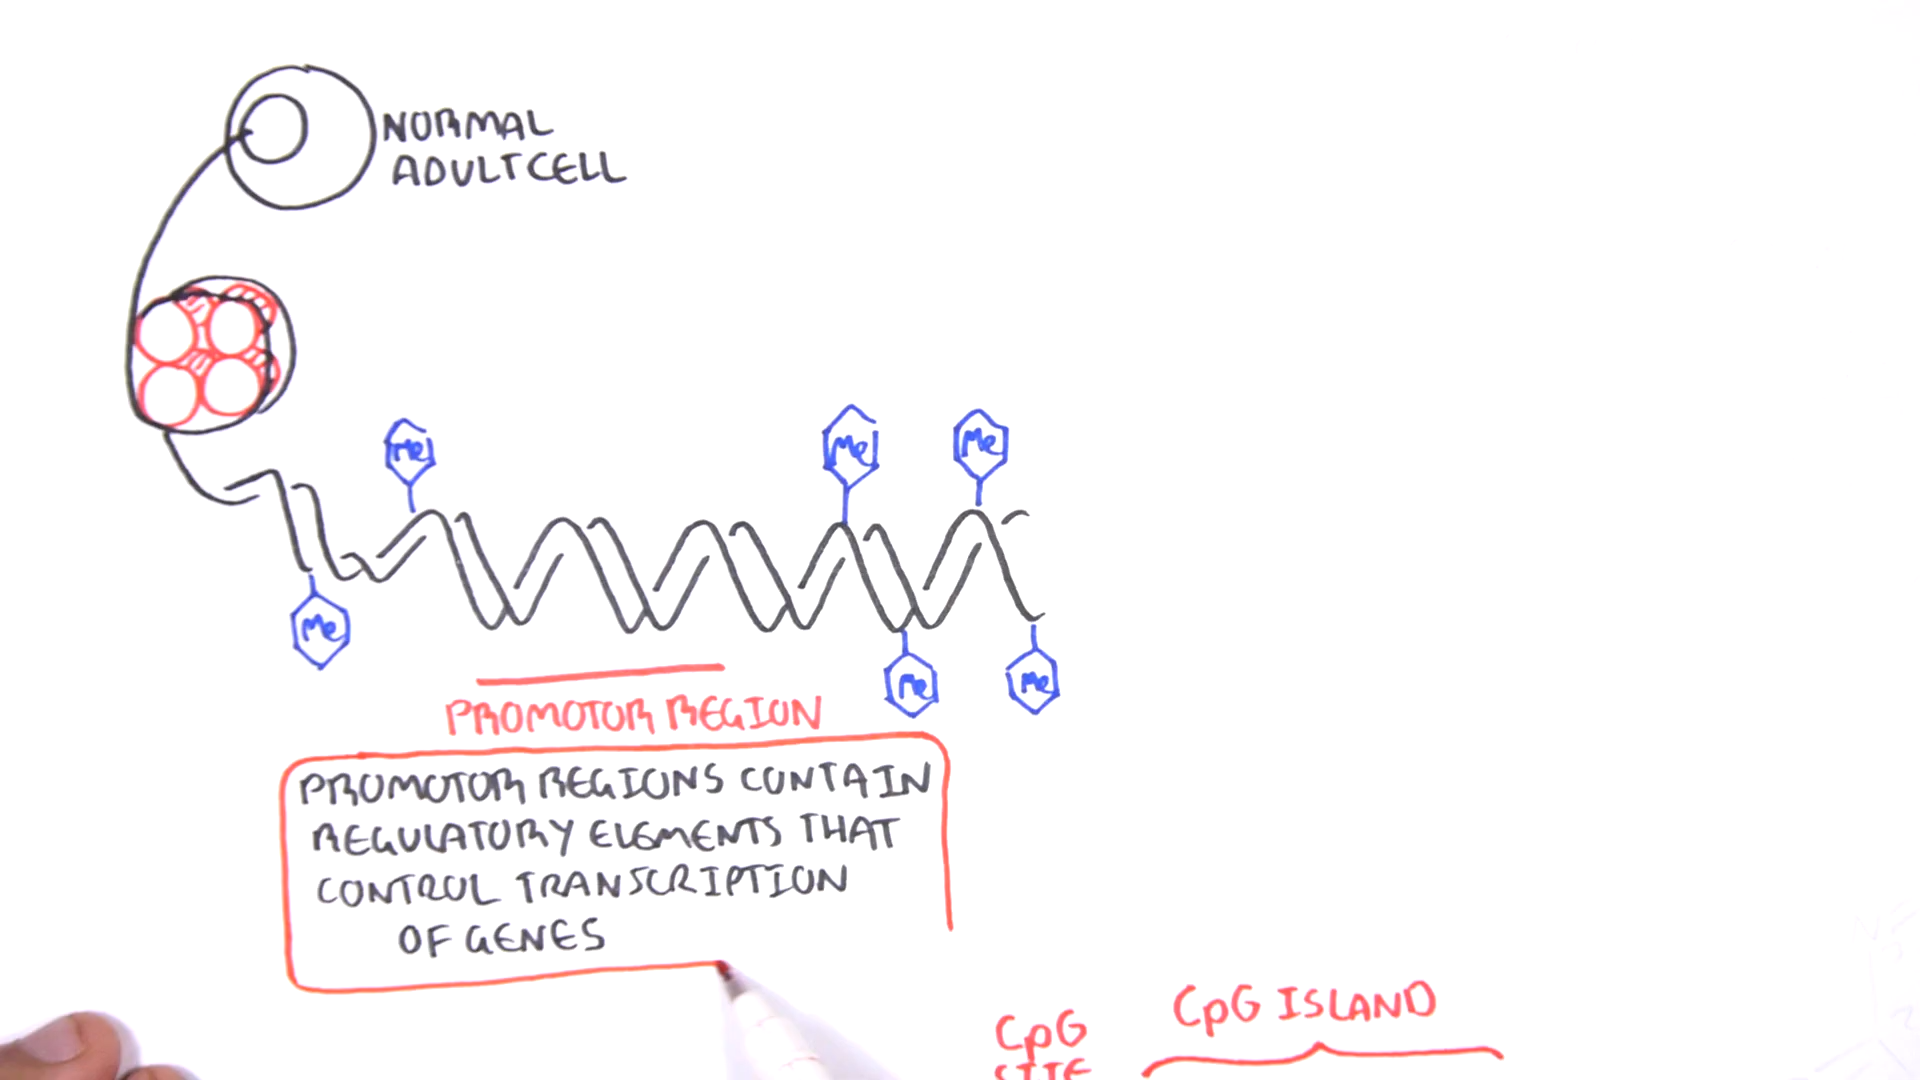 NORMAL
ADULT CELL
Me
Me
Me
Me
Me
Me
PROMOTOR REGION
PROMOTOR REGIONS CONTAIN
REGULATORY ELEMENTS THAT
CONTROL TRANSCRIPTION
OF GENES
CpG ISLAND
CpG
SITE